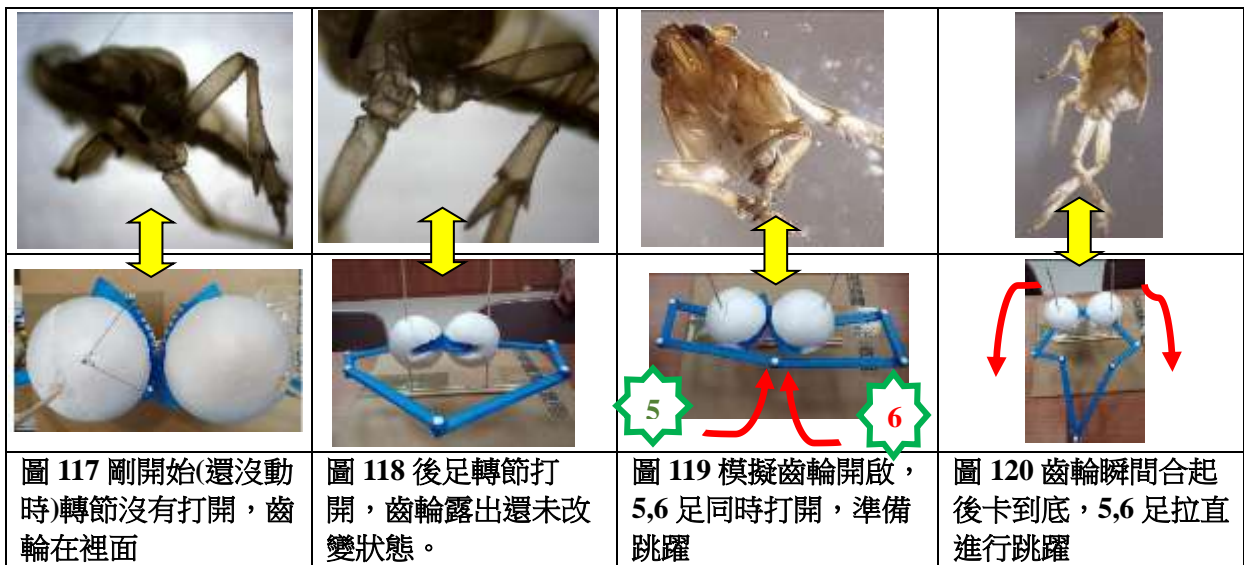 5
6
圖 117 剛開始(還沒動
時)轉節沒有打開，齒
輪在裡面
圖 118 後足轉節打
開，齒輪露出還未改
變狀態。
圖 119 模擬齒輪開啟，
5,6 足同時打開，準備
跳躍
圖 120 齒輪瞬間合起
後卡到底，5,6 足拉直
進行跳躍